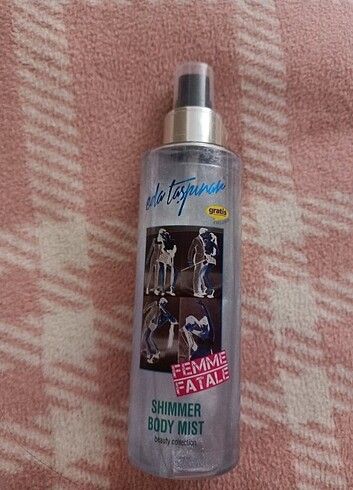 eda taşpınar
gratis
FEMME
FATALE
SHIMMER
BODY MIST
beauty collection